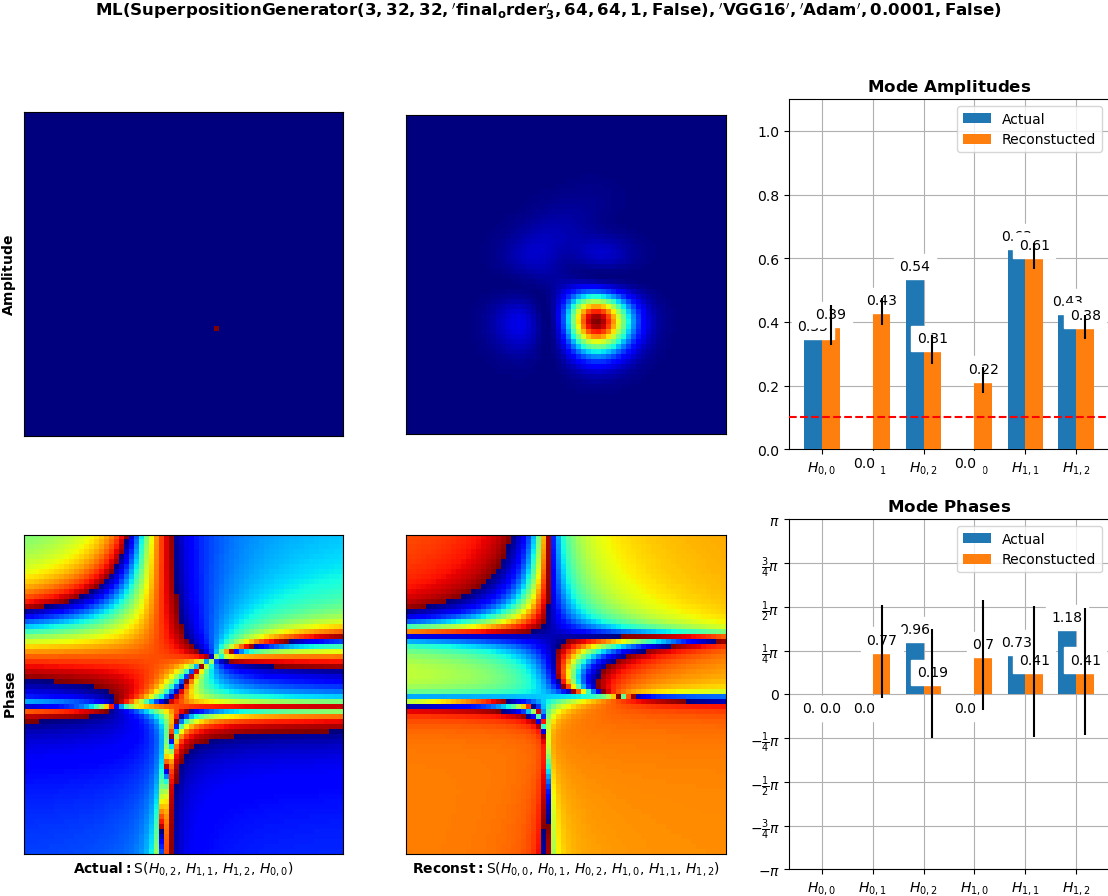 ML(SuperpositionGenerator(3, 32, 32, ′final_order′_3, 64, 64, 1, False), ′VGG16′, ′Adam′, 0.0001, False)
Mode Amplitudes
Amplitude
Actual
Reconstucted
1.0
0.8
0.6
0.4
0.2
0.0
0.39
0.43
0.54
0.31
0.22
0.61
0.43
0.38
0.0
0.0
H0,0
H0,2
H1,1
H1,2
Mode Phases
Phase
Actual
Reconstucted
π
3/4π
1/2π
1/4π
0
−1/4π
−1/2π
−3/4π
−π
0.0
0.0
0.77
0.96
0.19
0.0
0.7
0.73
0.41
1.18
0.41
H0,0
H0,1
H0,2
H1,0
H1,1
H1,2
Actual: S(H0,2, H1,1, H1,2, H0,0)
Reconst: S(H0,0, H0,1, H0,2, H1,0, H1,1, H1,2)